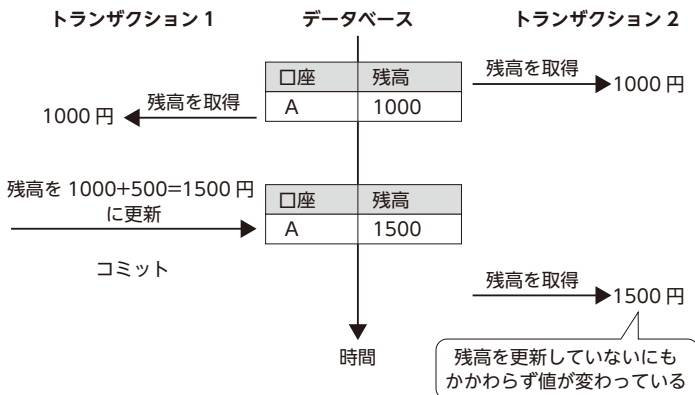 トランザクション 1
データベース
トランザクション 2
口座 残高
A 1000
残高を取得
1000 円
残高を取得
1000 円
残高を 1000+500=1500 円
に更新
口座 残高
A 1500
コミット
残高を取得
1500 円
時間
残高を更新していないにも
かかわらず値が変わっている